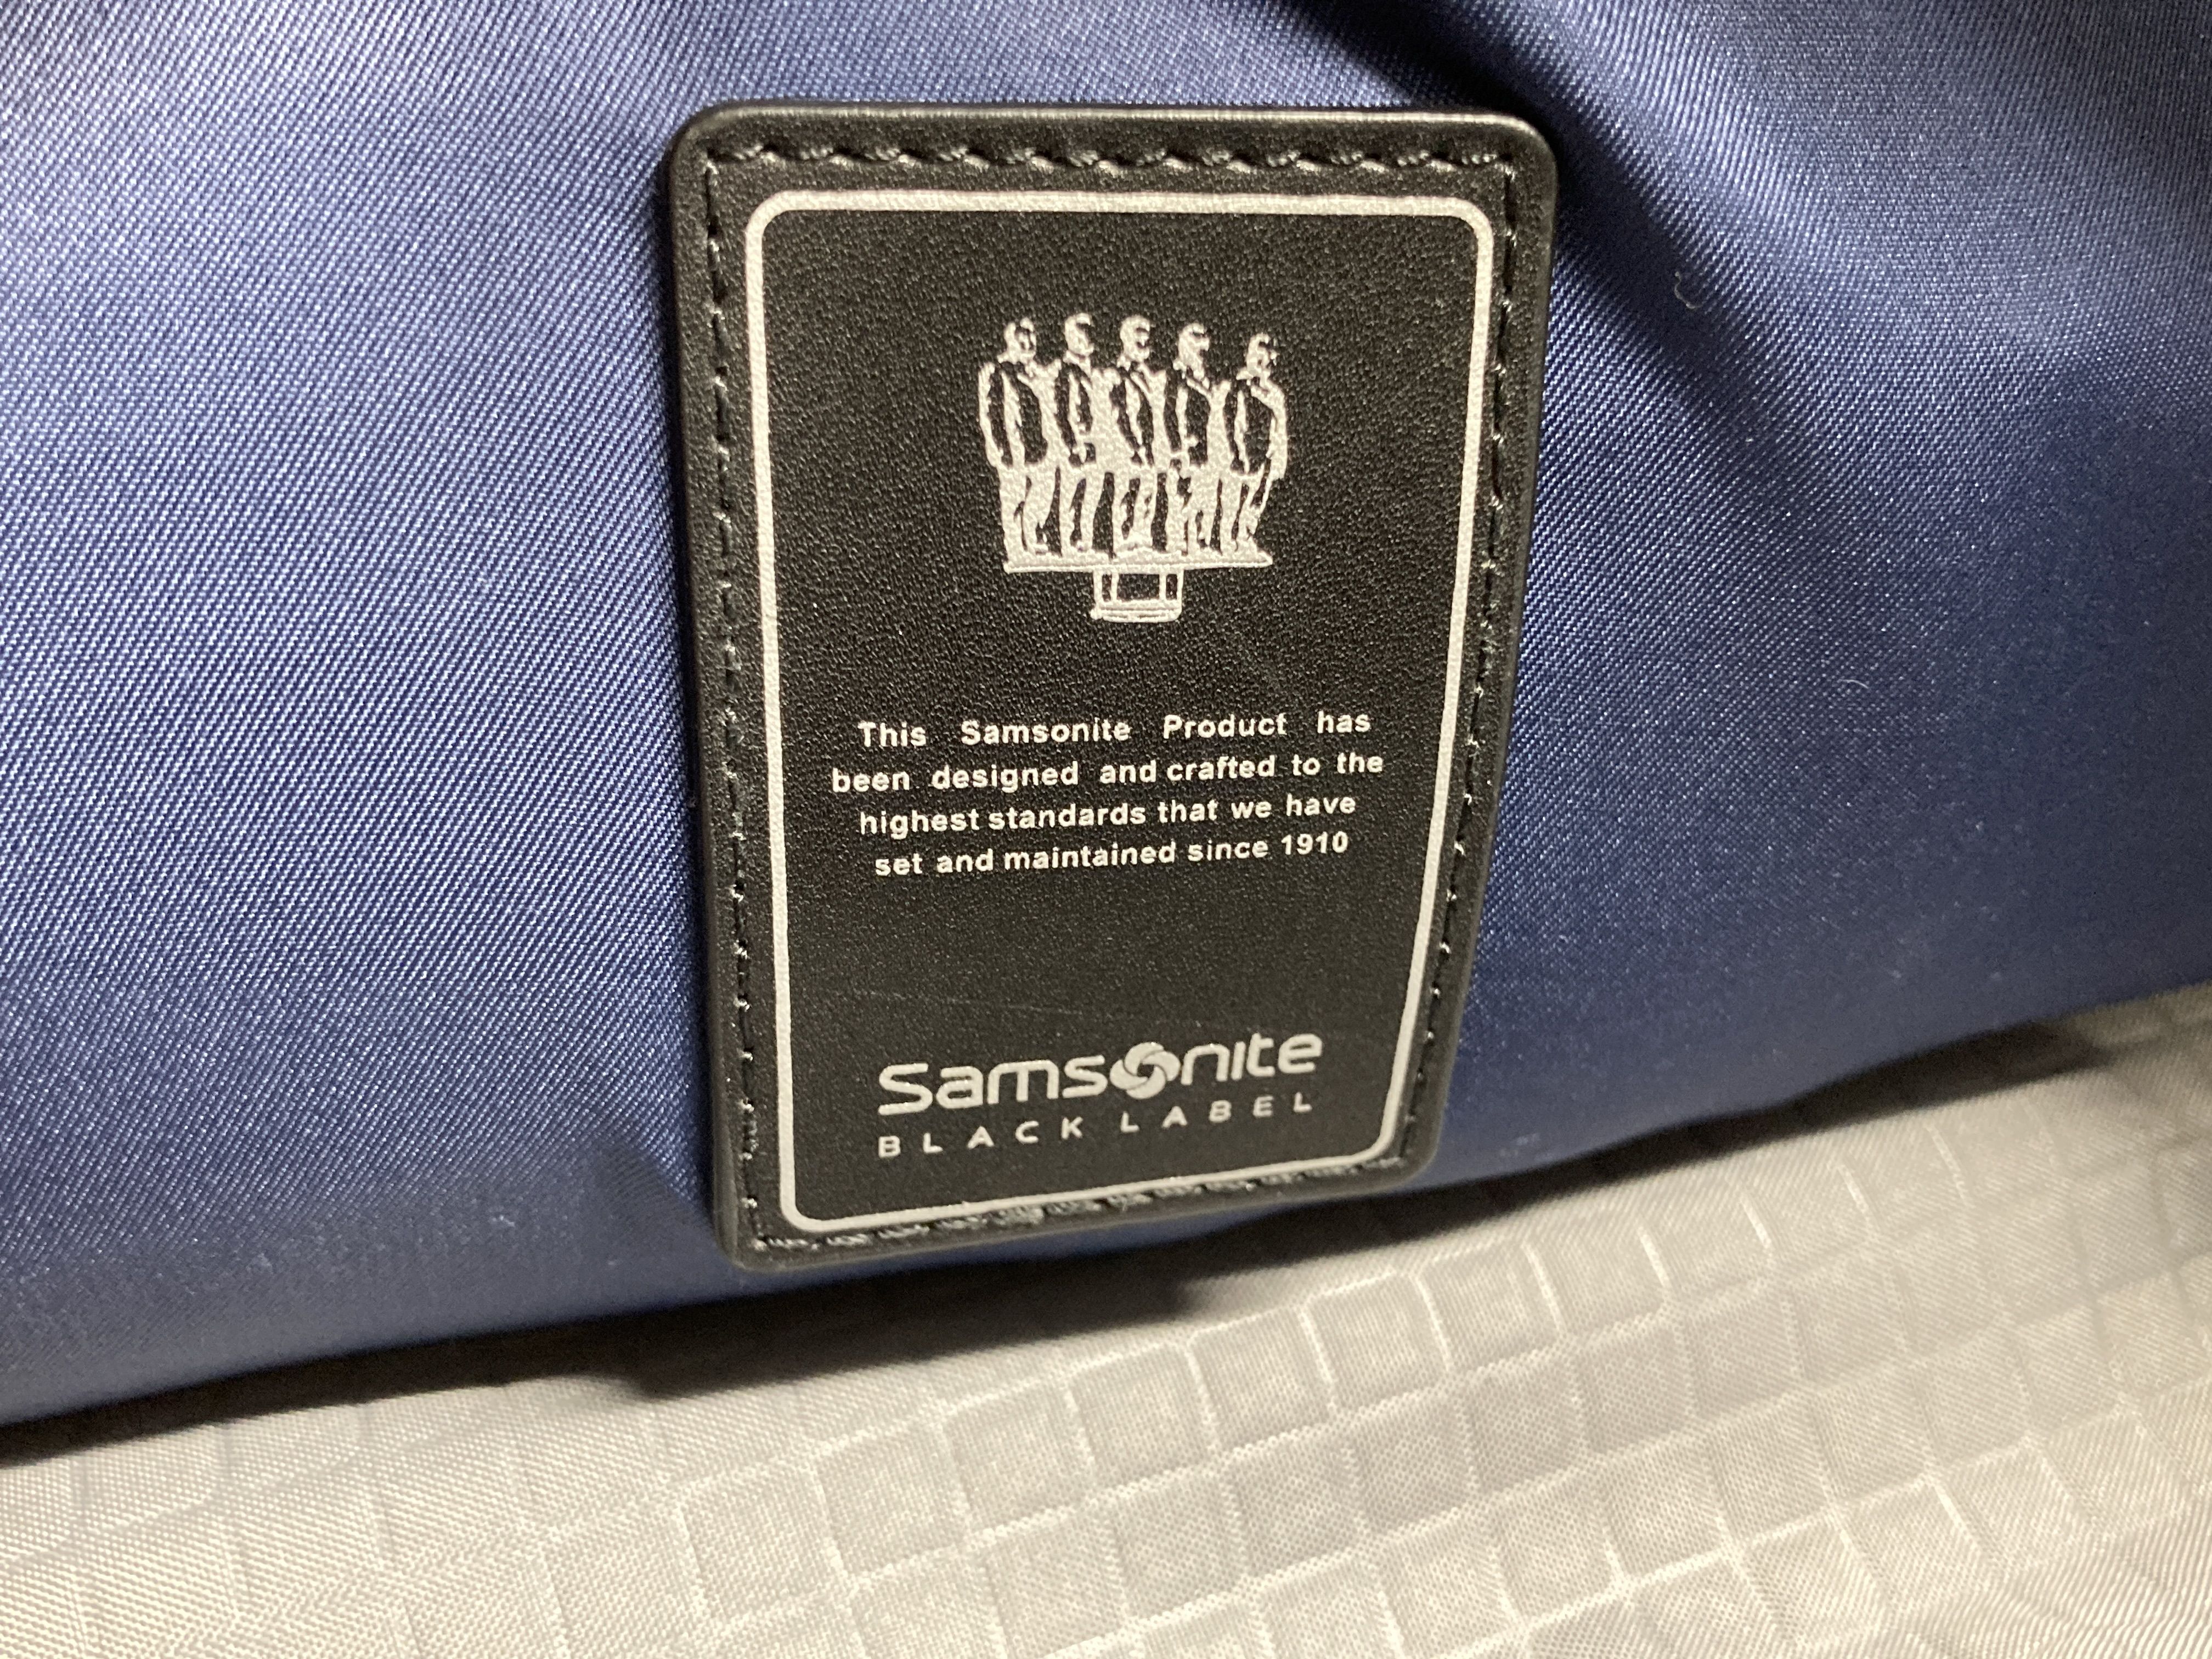 This Samsonite Product has
been designed and crafted to the
highest standards that we have
set and maintained since 1910
Samsonite
BLACK LABEL